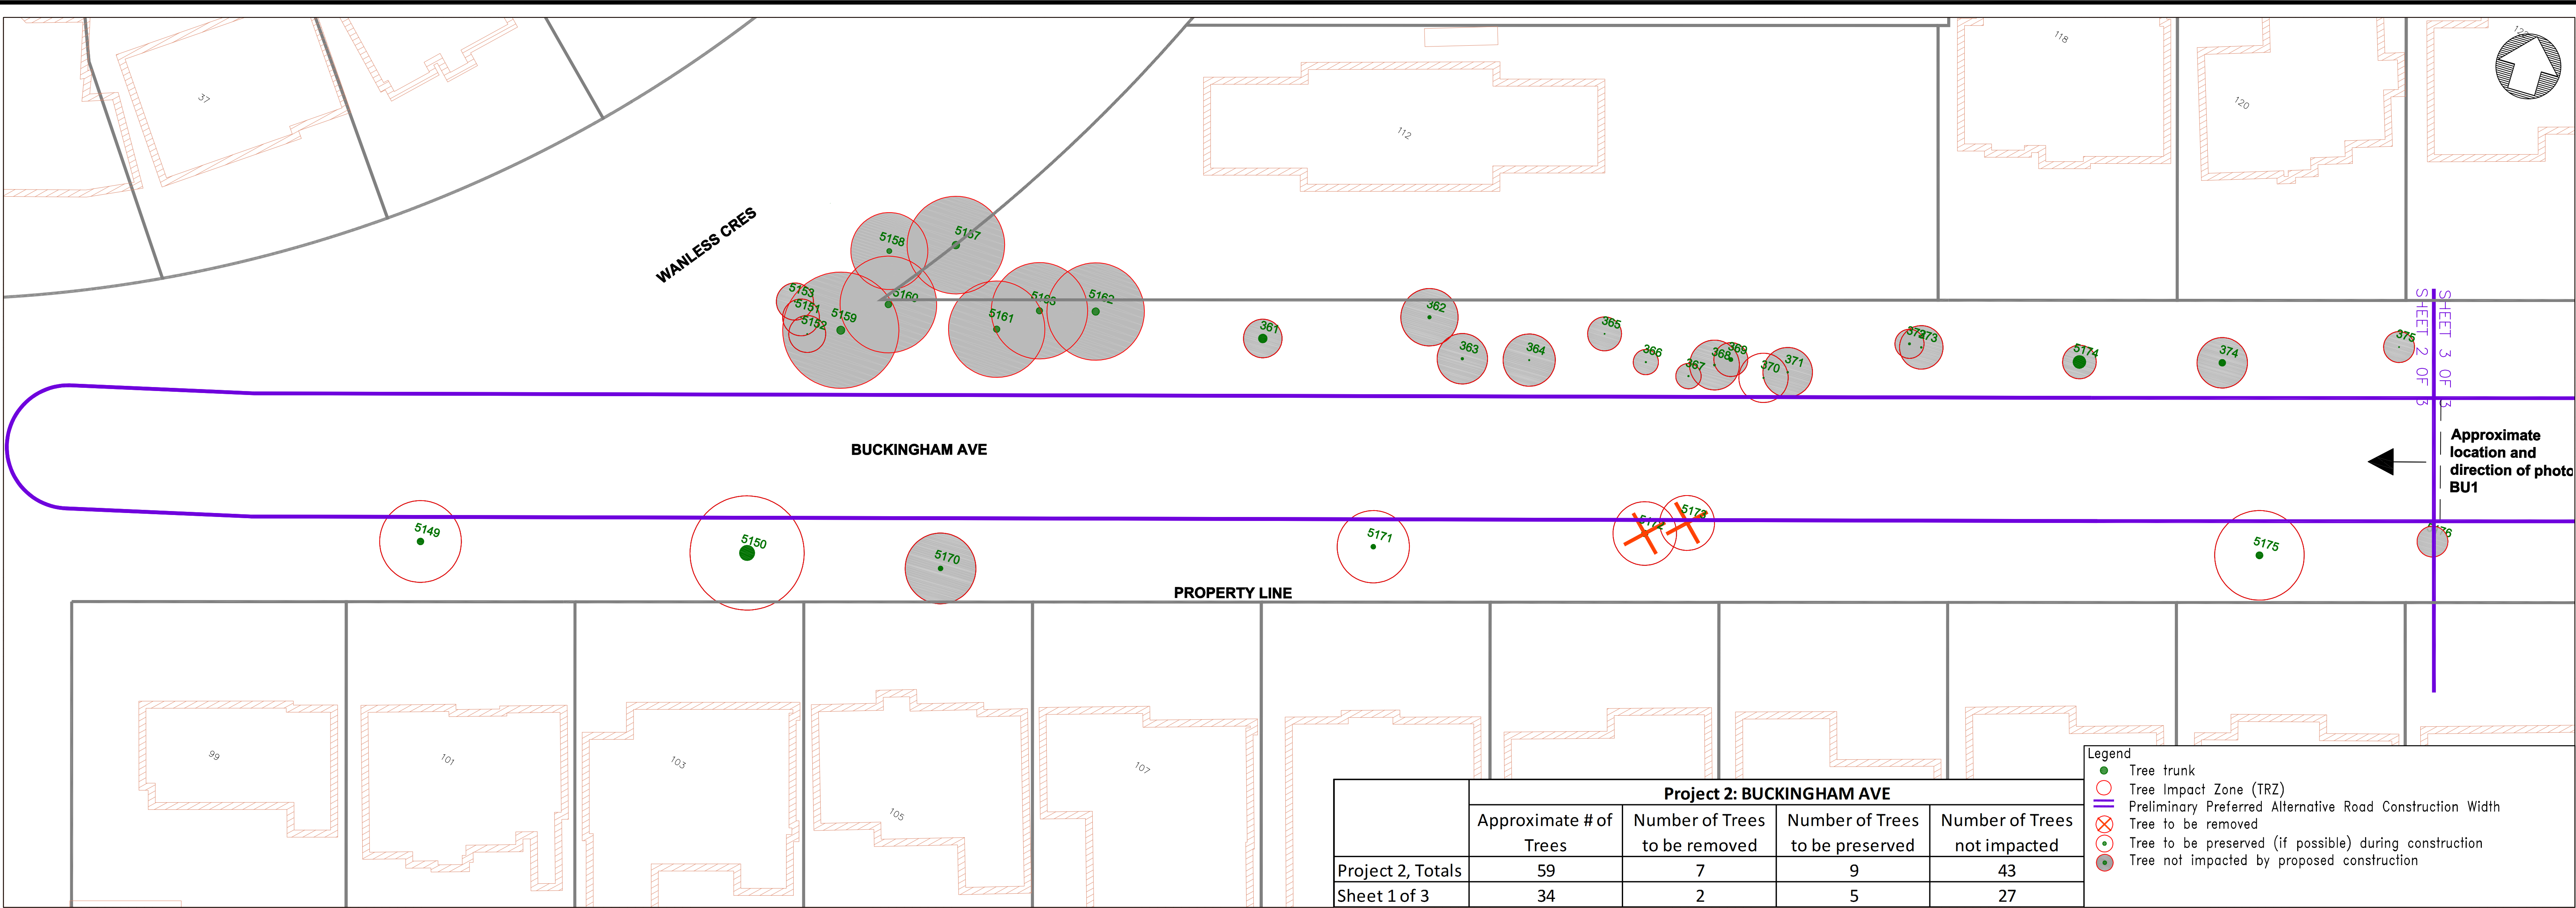 37
112
118
120
WANLESS CRES
5158
5157
5153
5151
5152
5159
5160
5161
5162
361
362
363
364
365
366
367
368
369
370
371
373
5174
374
375
SHEET 3 OF 3
SHEET 2 OF 3
BUCKINGHAM AVE
Approximate
location and
direction of photo
BU1
5149
5150
5170
5171
5173
5175
PROPERTY LINE
99
101
103
105
107
Project 2: BUCKINGHAM AVE
Approximate # of Trees
Number of Trees to be removed
Number of Trees to be preserved
Number of Trees not impacted
Project 2, Totals 59 7 9 43
Sheet 1 of 3 34 2 5 27
Legend
Tree trunk
Tree Impact Zone (TRZ)
Preliminary Preferred Alternative Road Construction Width
Tree to be removed
Tree to be preserved (if possible) during construction
Tree not impacted by proposed construction